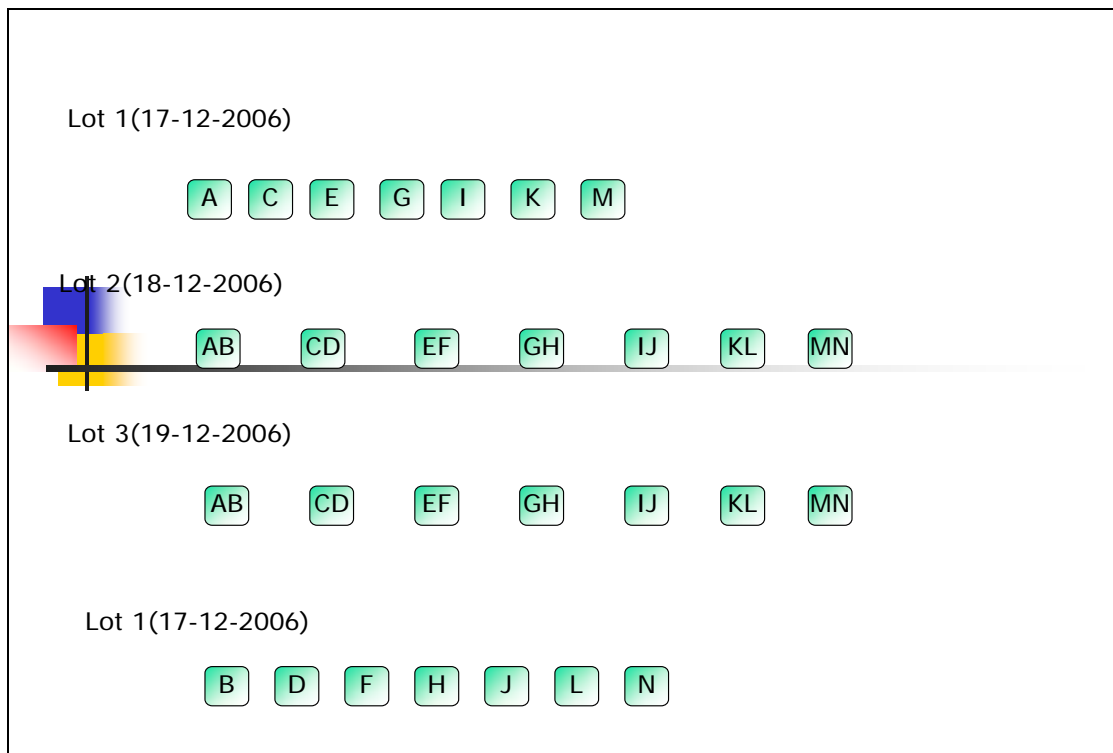 Lot 1(17-12-2006)
A C E G I K M
Lot 2(18-12-2006)
AB CD EF GH IJ KL MN
Lot 3(19-12-2006)
AB CD EF GH IJ KL MN
Lot 1(17-12-2006)
B D F H J L N